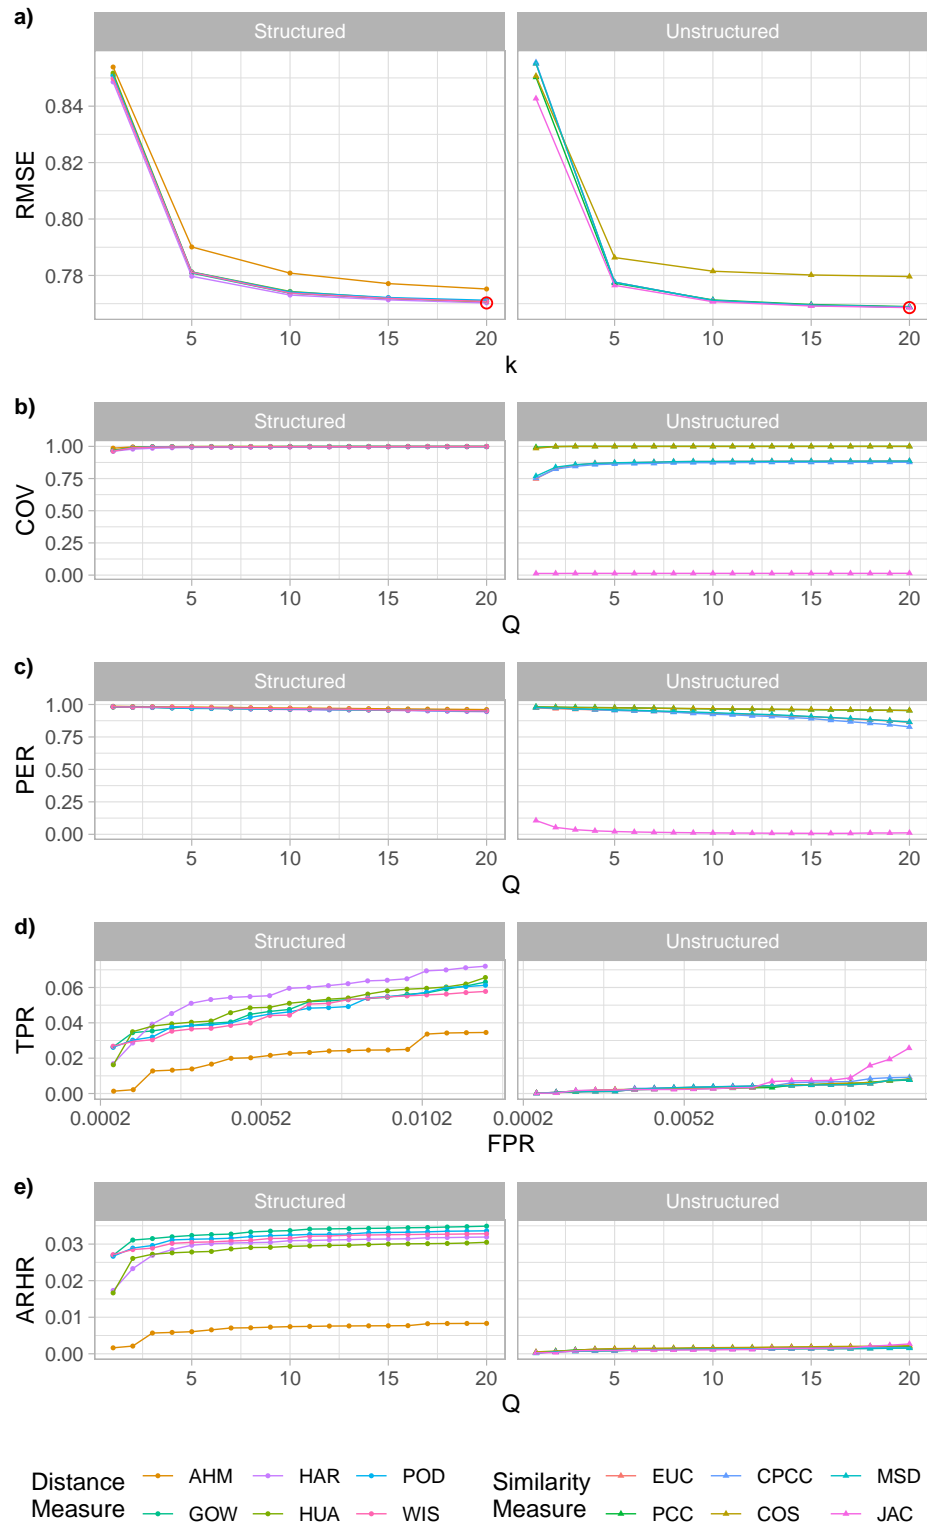 a)
Structured
Unstructured
0.84
0.82
0.80
0.78
RMSE
5
10
15
20
5
10
15
20
k
b)
Structured
Unstructured
1.00
0.75
0.50
0.25
0.00
COV
5
10
15
20
5
10
15
20
Q
c)
Structured
Unstructured
1.00
0.75
0.50
0.25
0.00
PER
5
10
15
20
5
10
15
20
Q
d)
Structured
Unstructured
0.06
0.04
0.02
0.00
TPR
0.0002
0.0052
0.0102
0.0002
0.0052
0.0102
FPR
e)
Structured
Unstructured
0.03
0.02
0.01
0.00
ARHR
5
10
15
20
5
10
15
20
Q
Distance
Measure
AHM
HAR
POD
GOW
HUA
WIS
Similarity
Measure
EUC
CPCC
MSD
PCC
COS
JAC